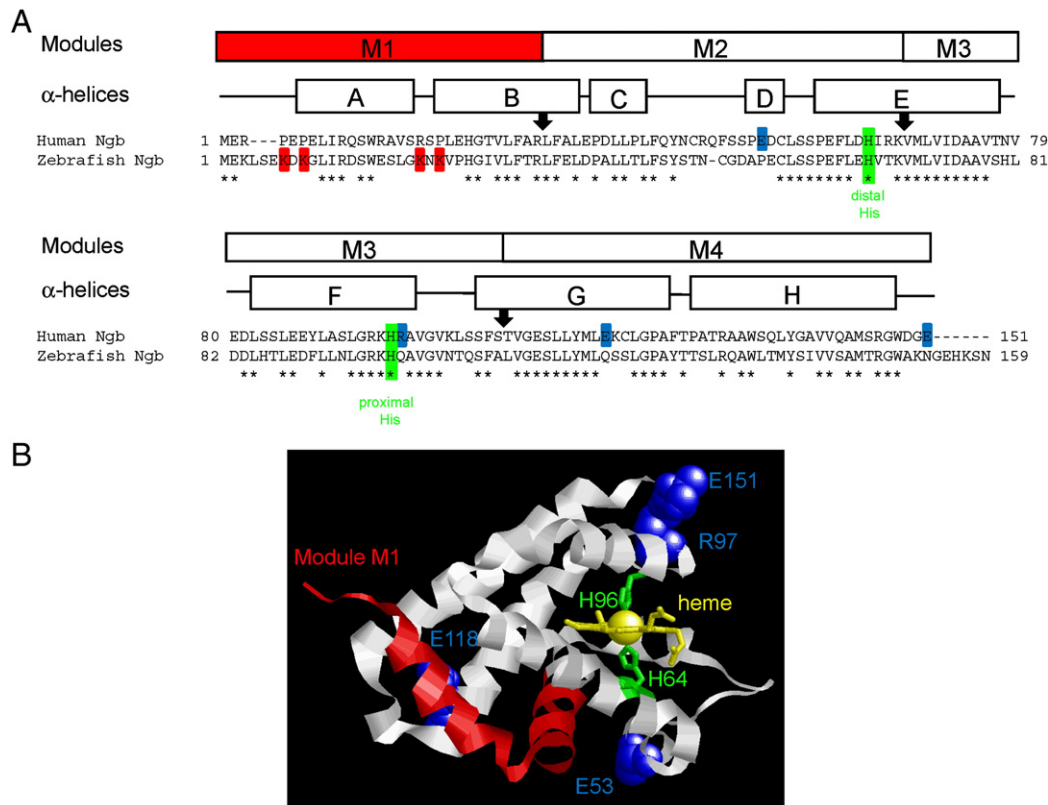 A
Modules M1 M2 M3
α-helices A B C D E
Human Ngb 1 MER---PEPELIRQSWRAVSRSPLEHGTVLFARLFALEPDLLPLFQYNCRQFSSPEDCLSSPEFLDHIRKVMLVIDAAVTNV 79
Zebrafish Ngb 1 MEKLSEKDKGLIRDSWESLGKNKVPHGIVLFTRLFELDPALLTLFSYSTN-CGDAPECLSSPEFLEHVTKVMLVIDAAVSHL 81
distal
His
Modules M3 M4
α-helices F G H
Human Ngb 80 EDLSSLEEYLASLGRKHRAVGVKLSSFSTVGESLLYMLEKCLGPAFTPATRAAWSQLYGAVVQAMSRGWDGE------ 151
Zebrafish Ngb 82 DDLHTLEDFLLNLGRKHQAVGVNTQSFALVGESLLYMLQSSLGPAYTTSLRQAWLTMYSIVVSAMTRGWAKNGEHKSN 159
proximal
His
B
E151
R97
Module M1
H96
heme
E118
H64
E53